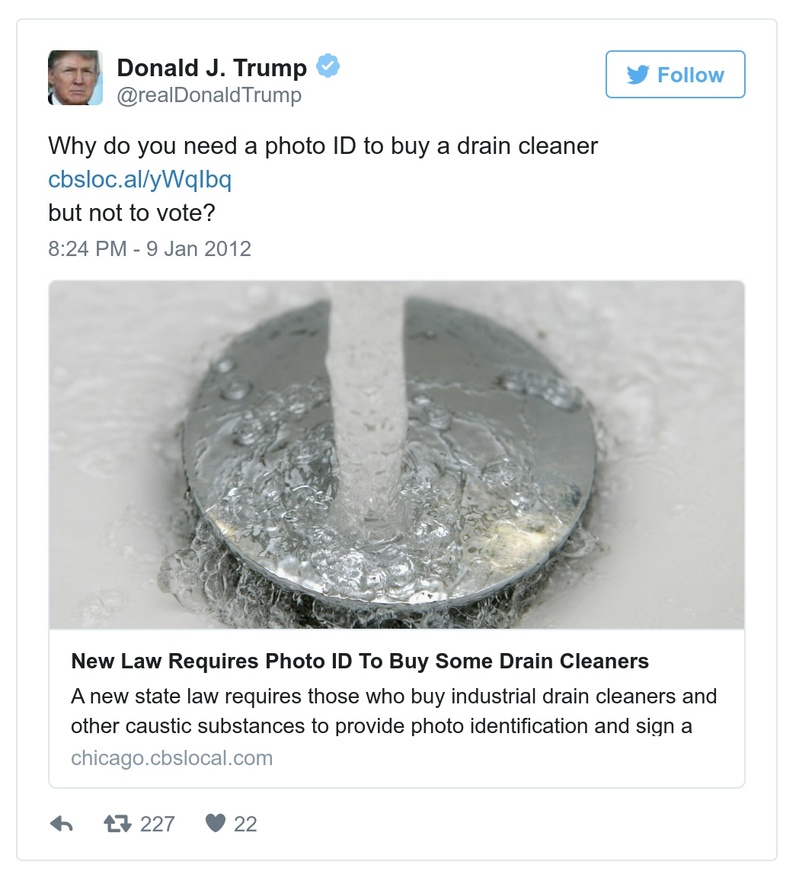 Donald J. Trump
@realDonaldTrump
Follow
Why do you need a photo ID to buy a drain cleaner
cbsloc.al/yWqIbq
but not to vote?
8:24 PM - 9 Jan 2012
New Law Requires Photo ID To Buy Some Drain Cleaners
A new state law requires those who buy industrial drain cleaners and
other caustic substances to provide photo identification and sign a
chicago.cbslocal.com
227
22